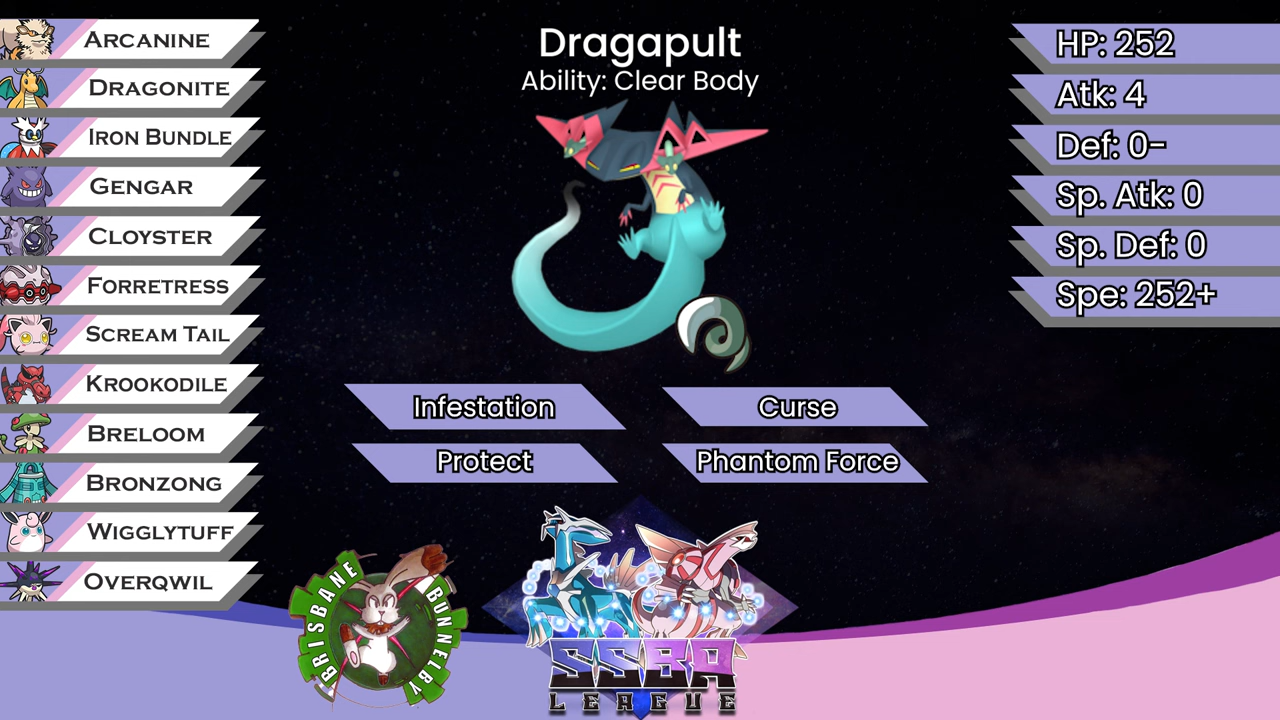 ARCANINE
DRAGONITE
IRON BUNDLE
GENGAR
CLOYSTER
FORRETRESS
SCREAM TAIL
KROOKODILE
BRELOOM
BRONZONG
WIGGLYTUFF
OVERQWIL
Dragapult
Ability: Clear Body
HP: 252
Atk: 4
Def: 0-
Sp. Atk: 0
Sp. Def: 0
Spe: 252+
Infestation
Curse
Protect
Phantom Force
BRISBANE
BUNNELBY
SSBA
LEAGUE